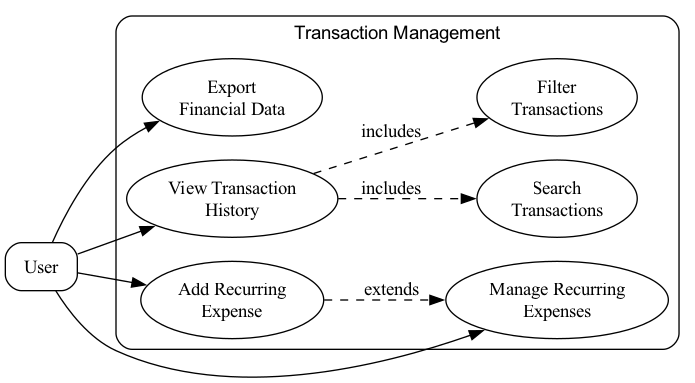 Transaction Management
Export
Financial Data
Filter
Transactions
includes
View Transaction
History
includes
Search
Transactions
User
Add Recurring
Expense
extends
Manage Recurring
Expenses